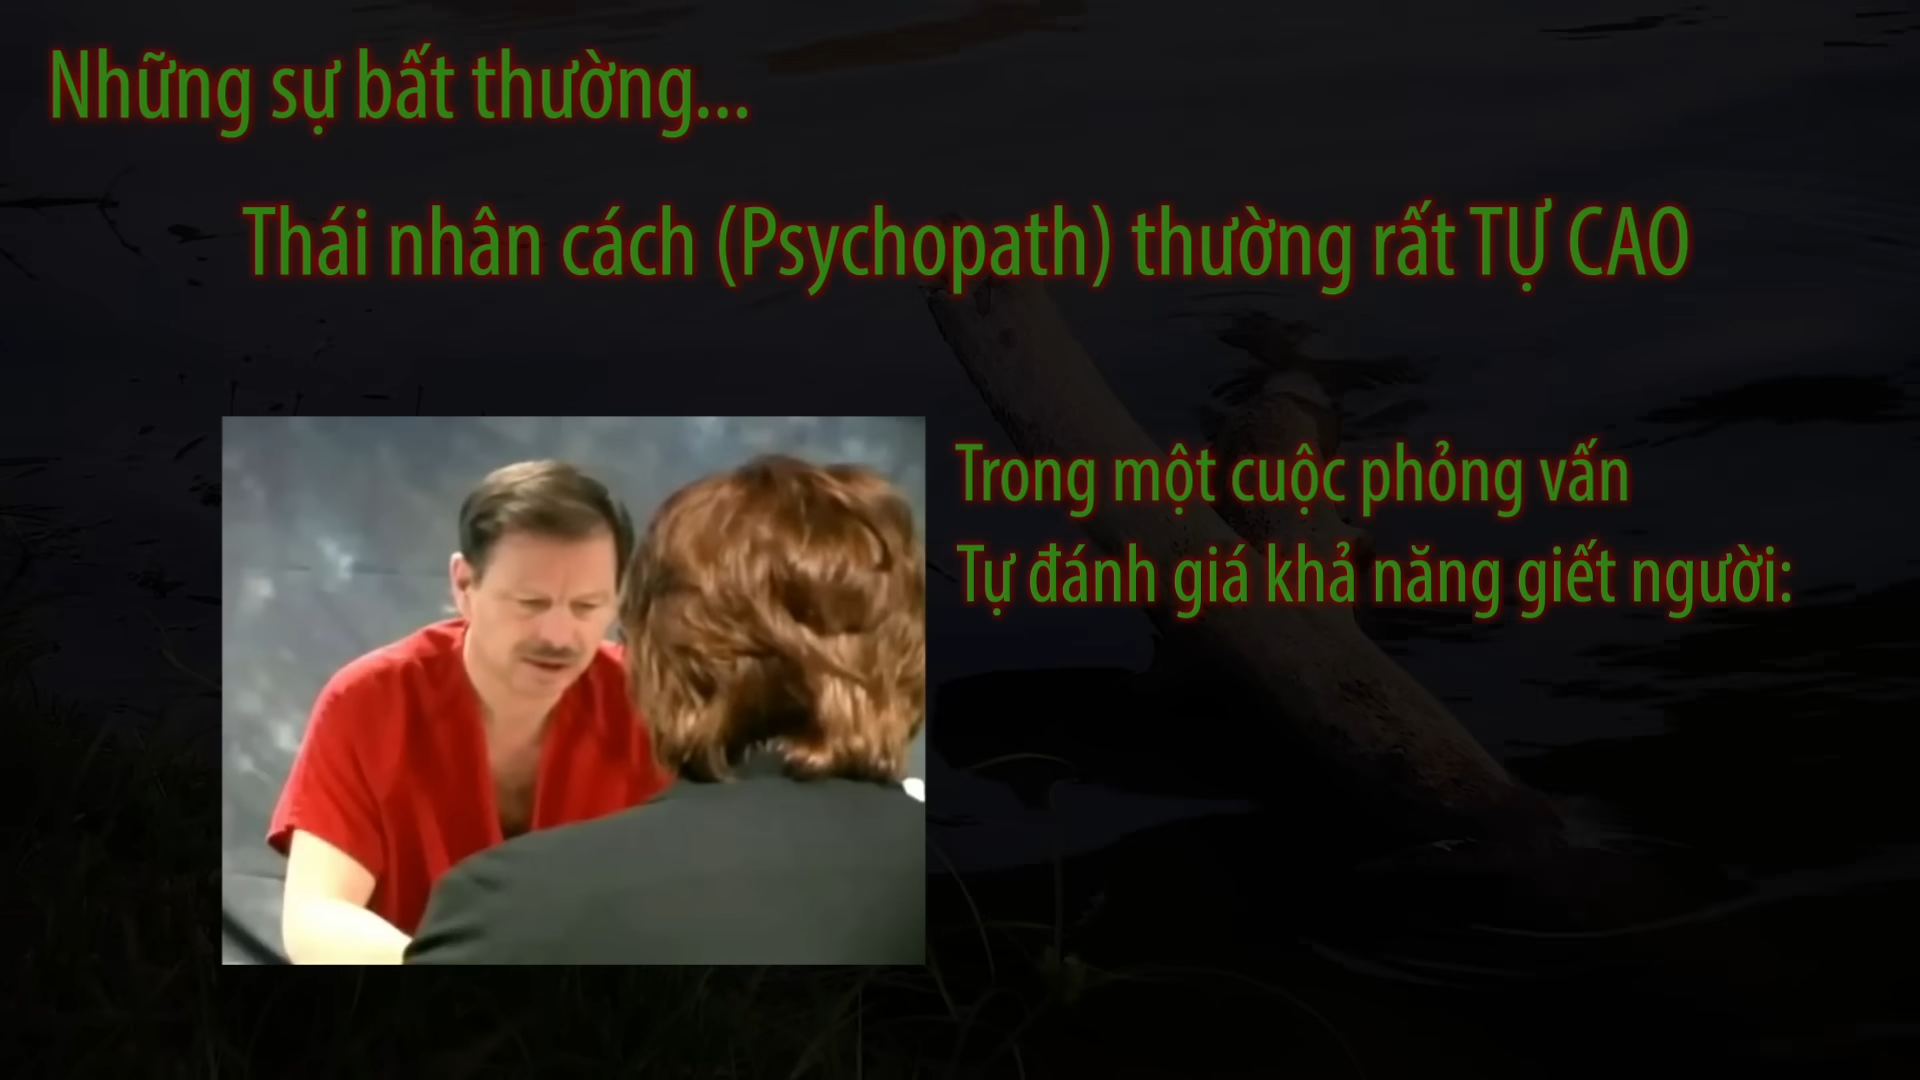 Những sự bất thường...
Thái nhân cách (Psychopath) thường rất TỰ CAO
Trong một cuộc phỏng vấn
Tự đánh giá khả năng giết người: